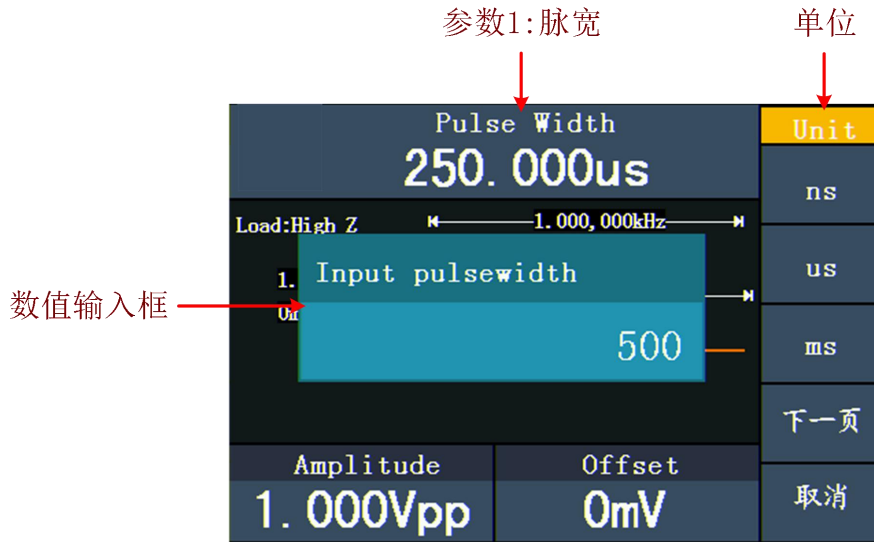 参数1:脉宽
单位
Pulse Width
250.000us
Unit
ns
us
ms
下一页
取消
Load:High Z
1.000,000kHz
1.
0m
数值输入框
Input pulsewidth
500
Amplitude
1.000Vpp
Offset
0mV